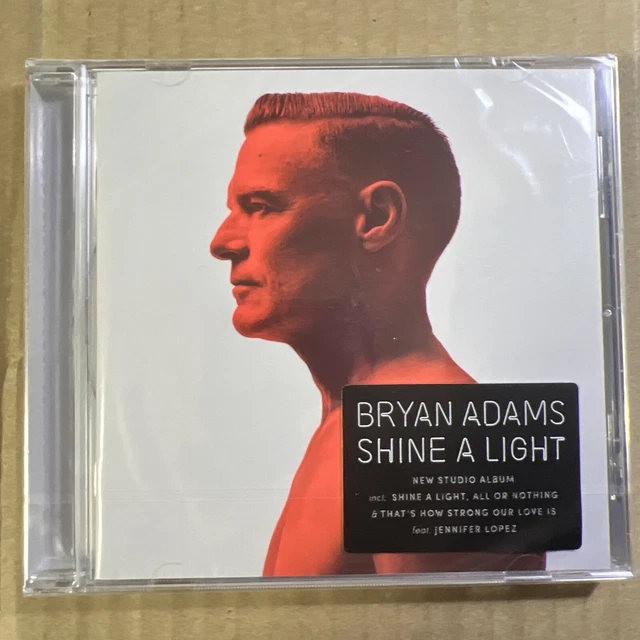 BRYAN ADAMS
SHINE A LIGHT
NEW STUDIO ALBUM
incl. SHINE A LIGHT, ALL OR NOTHING
& THAT'S HOW STRONG OUR LOVE IS
feat. JENNIFER LOPEZ